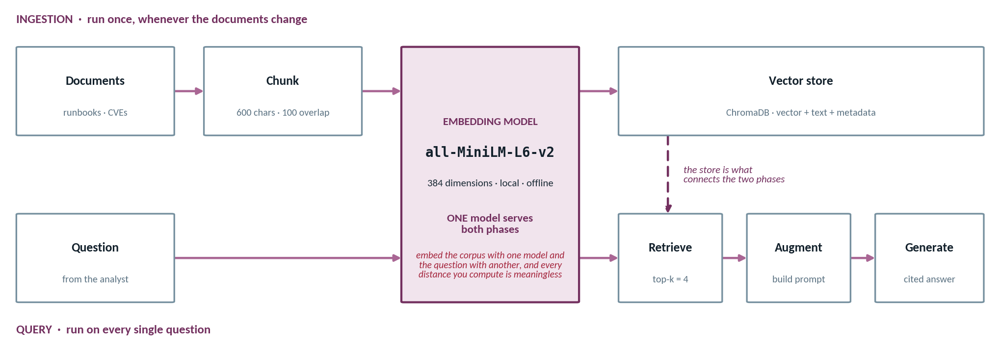 INGESTION · run once, whenever the documents change
Documents
runbooks · CVEs
Chunk
600 chars · 100 overlap
EMBEDDING MODEL
all-MiniLM-L6-v2
384 dimensions · local · offline
ONE model serves
both phases
embed the corpus with one model and
the question with another, and every
distance you compute is meaningless
Vector store
ChromaDB · vector + text + metadata
the store is what
connects the two phases
Question
from the analyst
Retrieve
top-k = 4
Augment
build prompt
Generate
cited answer
QUERY · run on every single question